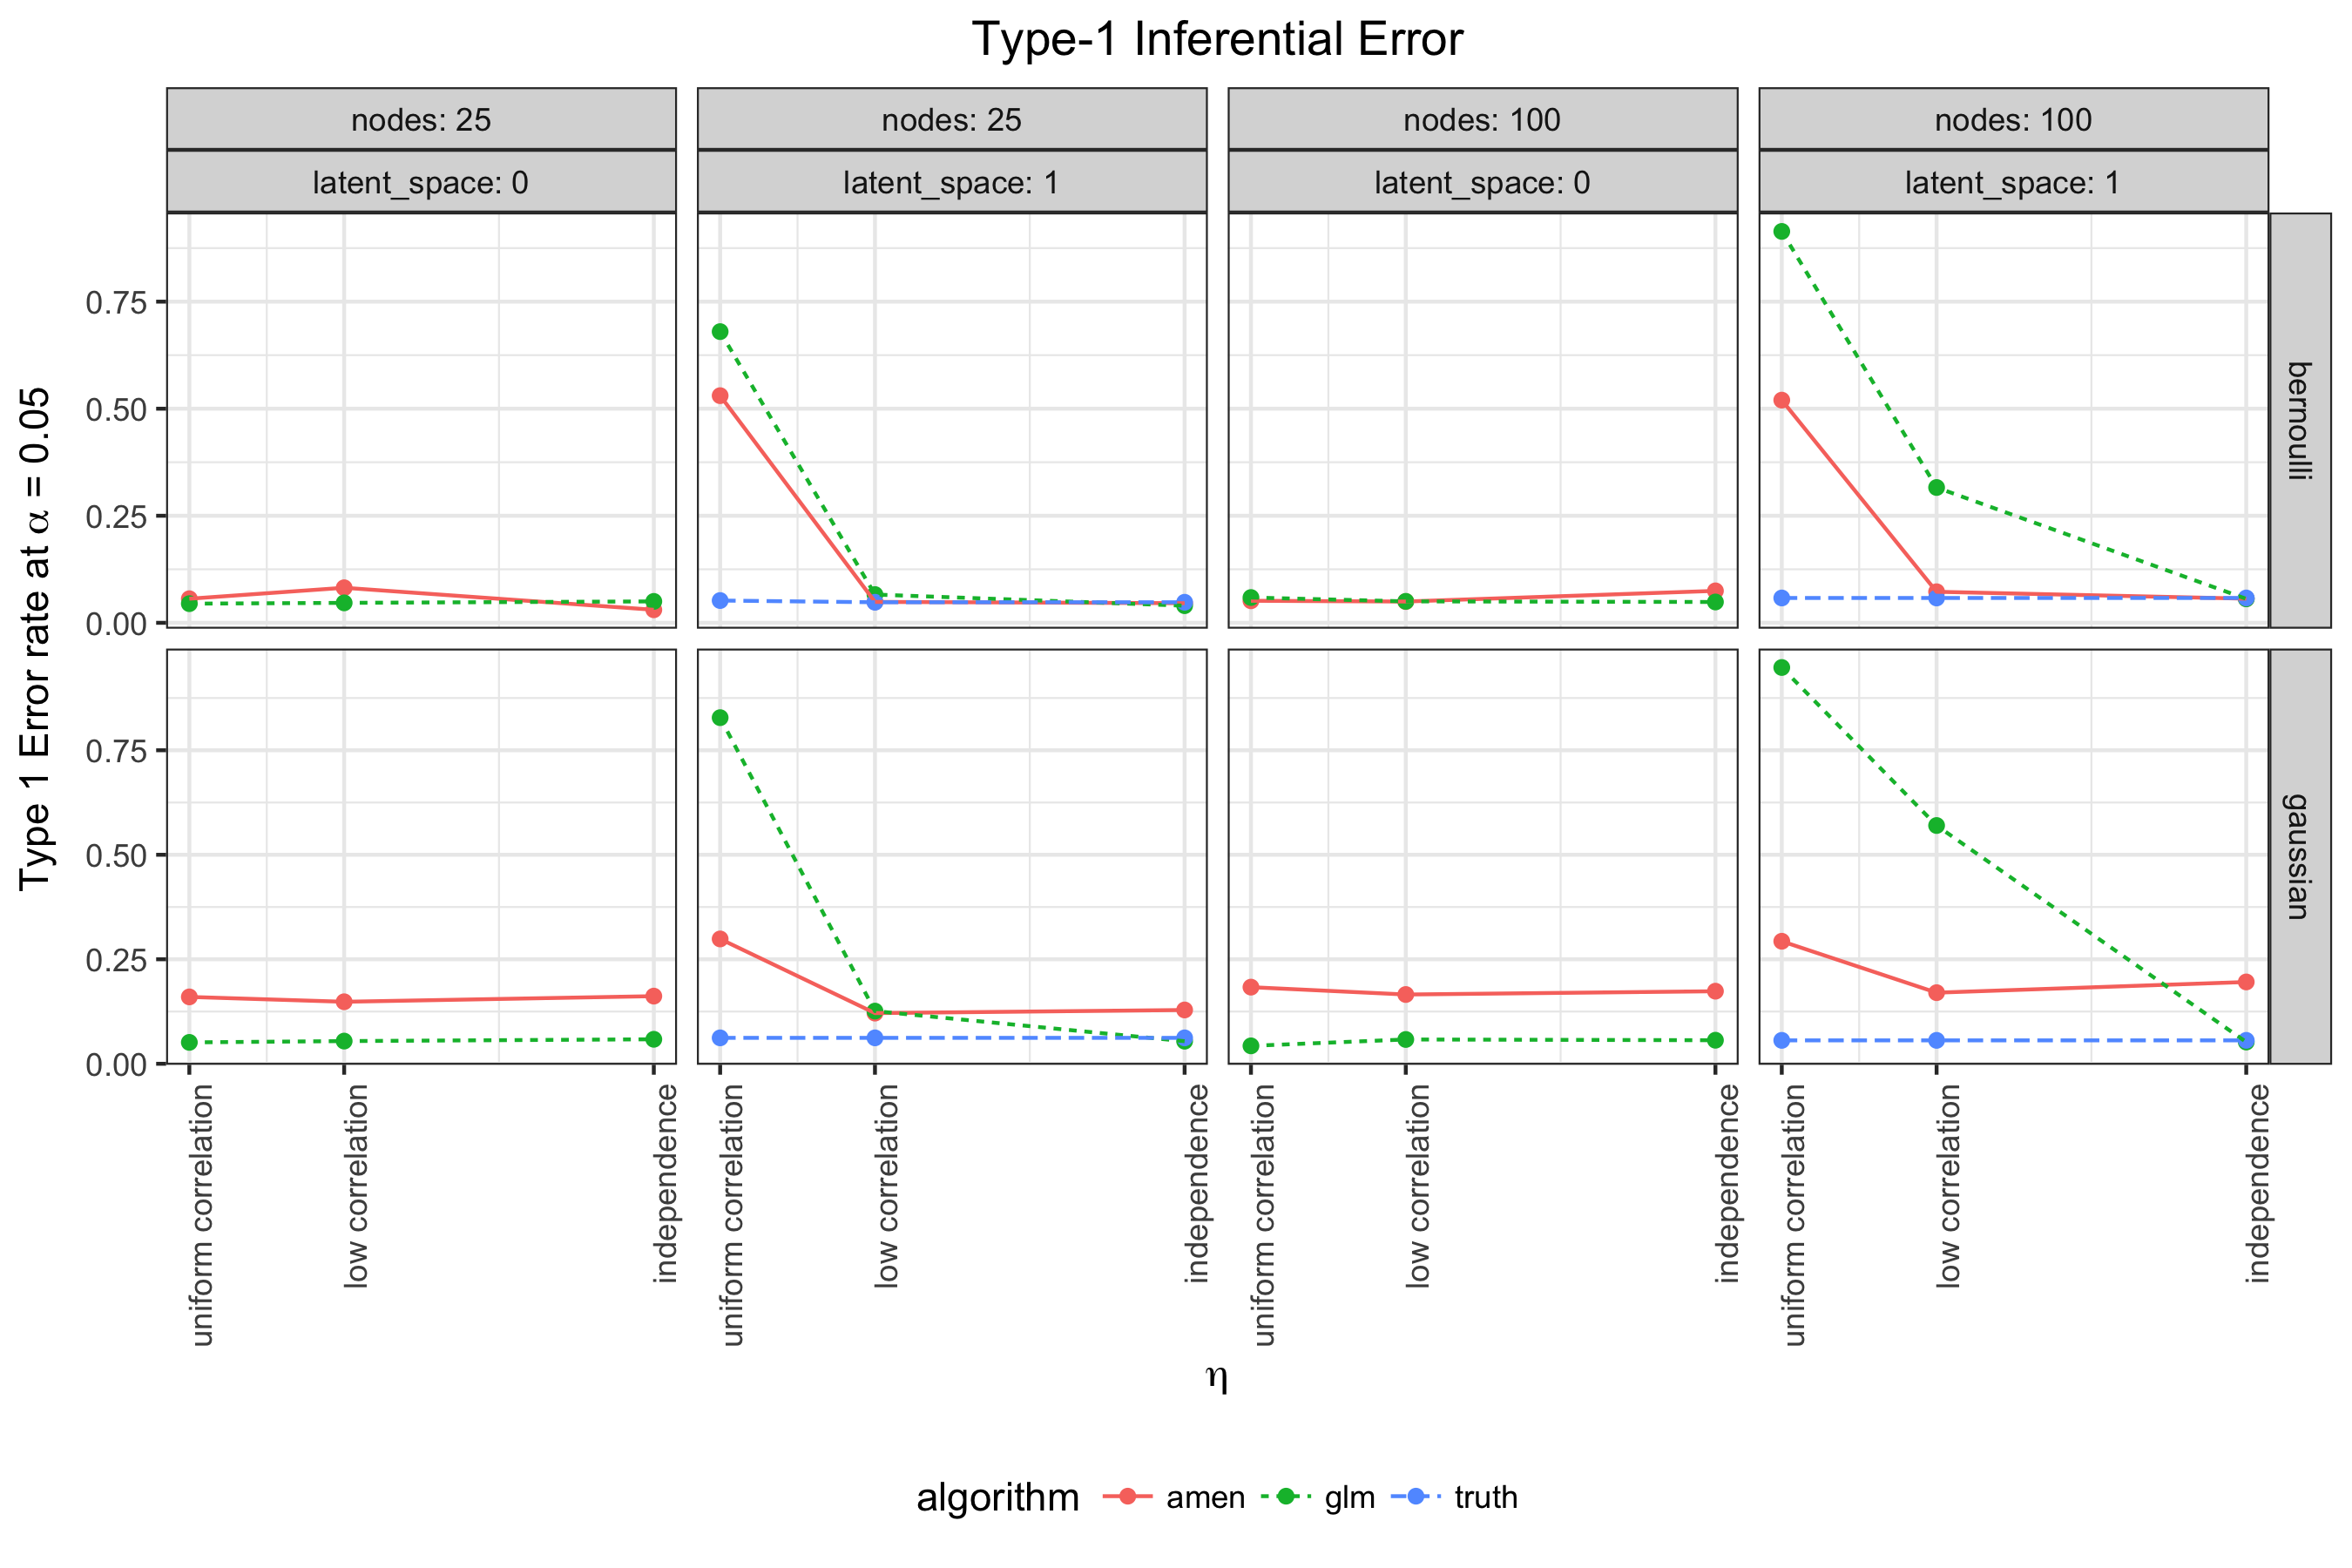 Type-1 Inferential Error
nodes: 25
nodes: 25
nodes: 100
nodes: 100
latent_space: 0
latent_space: 1
latent_space: 0
latent_space: 1
Type 1 Error rate at α = 0.05
0.75
0.50
0.25
0.00
bernoulli
0.75
0.50
0.25
0.00
gaussian
uniform correlation
low correlation
independence
uniform correlation
low correlation
independence
uniform correlation
low correlation
independence
uniform correlation
low correlation
independence
η
algorithm amen glm truth